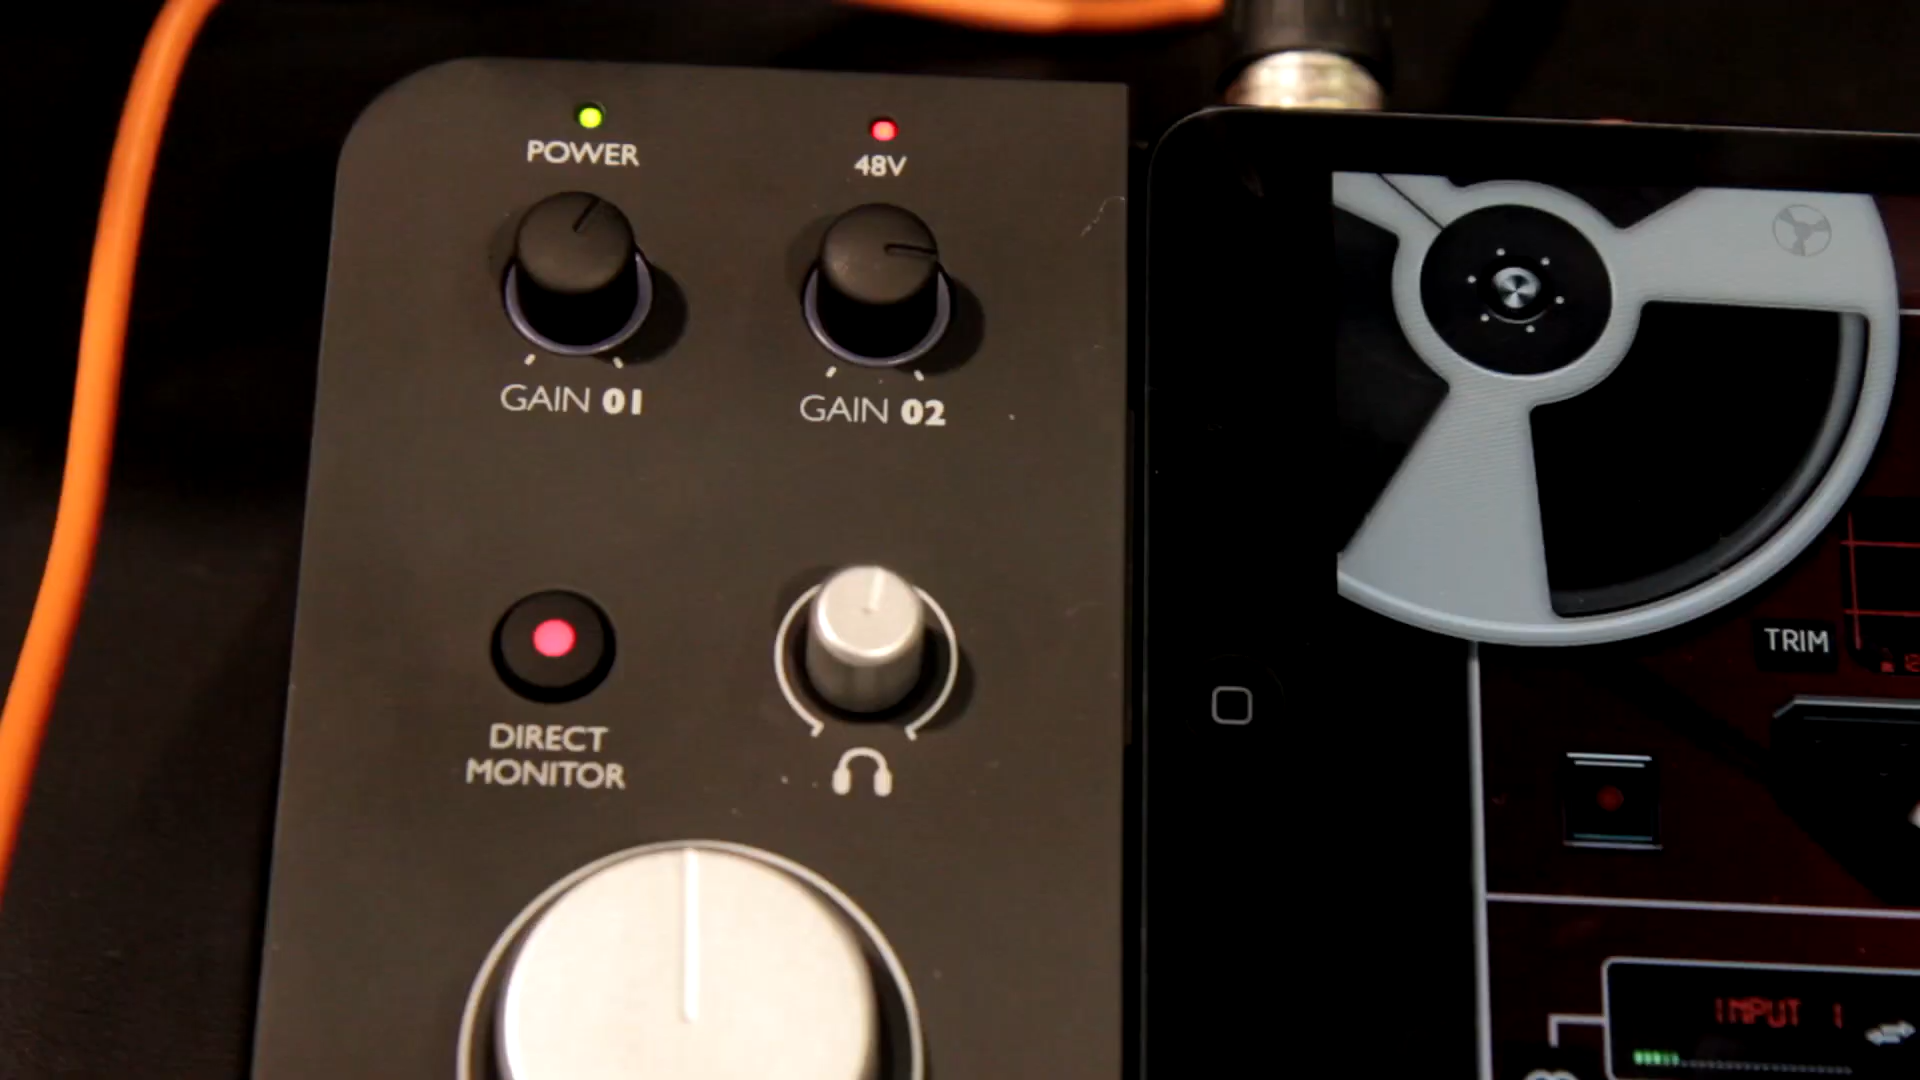 POWER
48V
GAIN 01
GAIN 02
DIRECT
MONITOR
TRIM
INPUT 1